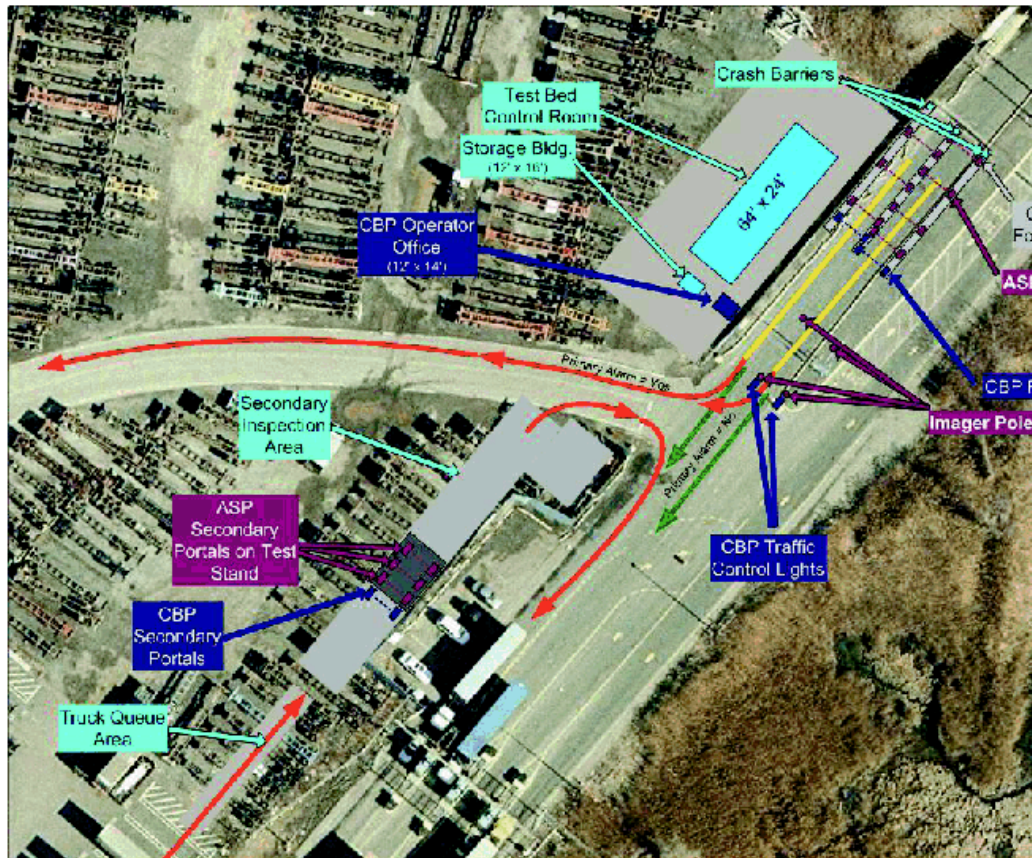 Crash Barriers
Test Bed
Control Room
Storage Bldg.
(12' x 16')
CBP Operator
Office
(12' x 14')
64' x 24'
Fo
ASP
CBP P
Imager Pole
Primary Alarm = Yes
Primary Alarm = No
Secondary
Inspection
Area
ASP
Secondary
Portals on Test
Stand
CBP Traffic
Control Lights
CBP
Secondary
Portals
Truck Queue
Area